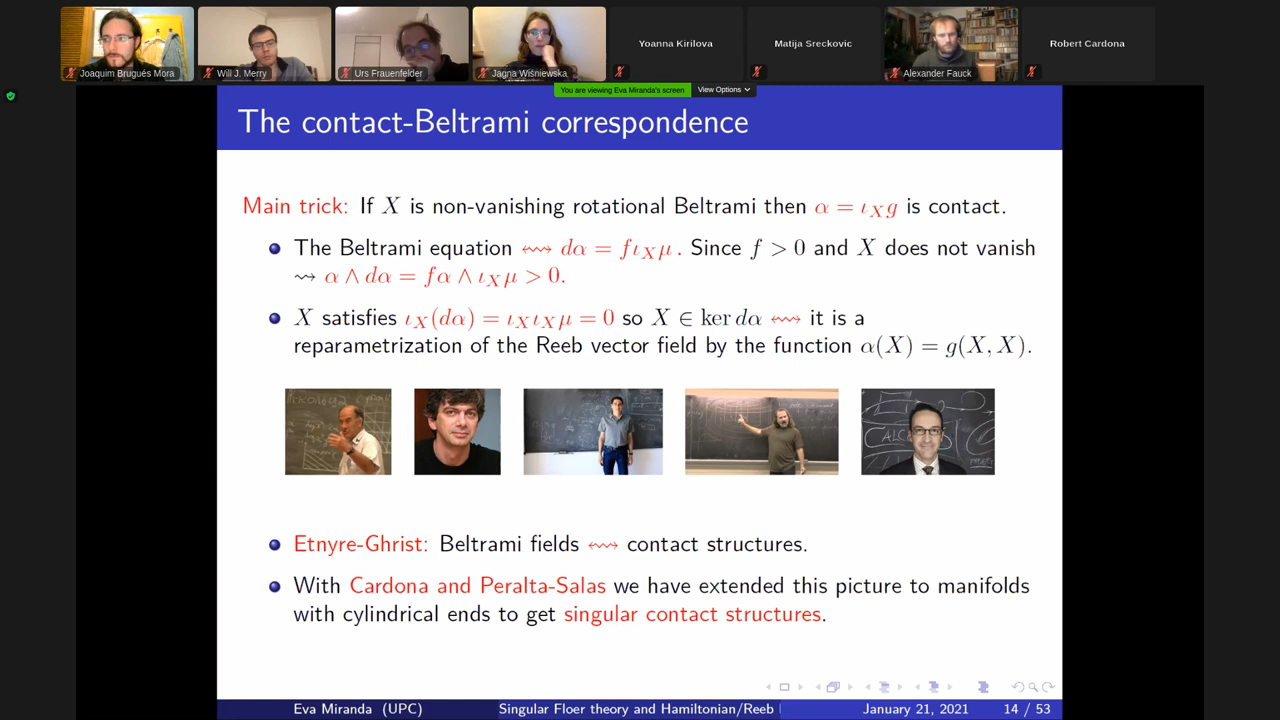 Joaquim Brugués Mora
Will J. Merry
Urs Frauenfelder
Jagna Wiśniewska
Yoanna Kirilova
Matija Sreckovic
Alexander Fauck
Robert Cardona
You are viewing Eva Miranda's screen
View Options
The contact-Beltrami correspondence
Main trick: If X is non-vanishing rotational Beltrami then α = ι_X g is contact.
The Beltrami equation ⇝ dα = fι_X μ. Since f > 0 and X does not vanish
⇝ α ∧ dα = fα ∧ ι_X μ > 0.
X satisfies ι_X(dα) = ι_X ι_X μ = 0 so X ∈ ker dα ⇝ it is a
reparametrization of the Reeb vector field by the function α(X) = g(X, X).
Etnyre-Ghrist: Beltrami fields ⇝ contact structures.
With Cardona and Peralta-Salas we have extended this picture to manifolds
with cylindrical ends to get singular contact structures.
Eva Miranda (UPC)
Singular Floer theory and Hamiltonian/Reeb
January 21, 2021
14 / 53